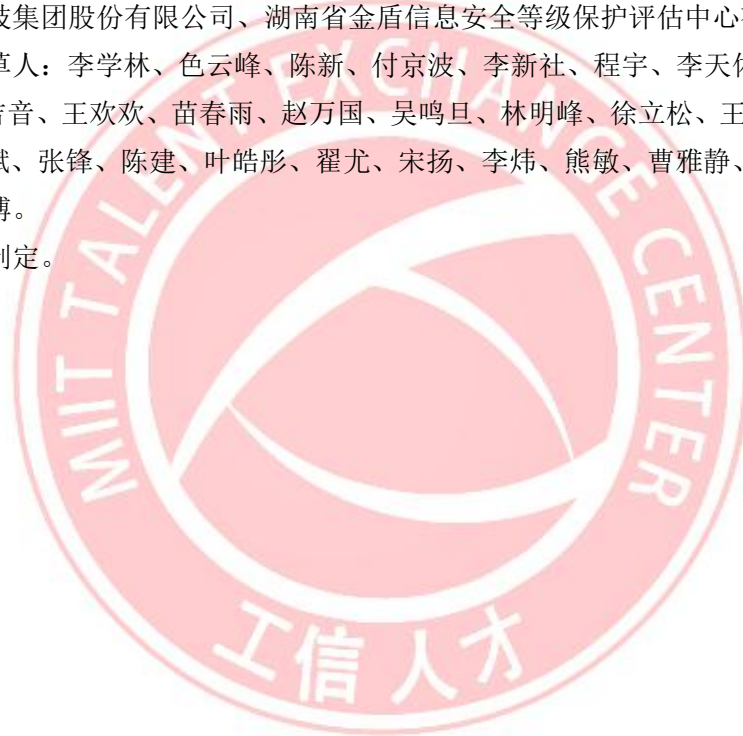 技集团股份有限公司、湖南省金盾信息安全等级保护评估中心
草人：李学林、色云峰、陈新、付京波、李新社、程宇、李天
音、王欢欢、苗春雨、赵万国、吴鸣旦、林明峰、徐立松、王
斌、张锋、陈建、叶皓彤、翟尤、宋扬、李炜、熊敏、曹雅静、
博。
制定。
MIIT TALENT EXCHANGE CENTER
工信人才